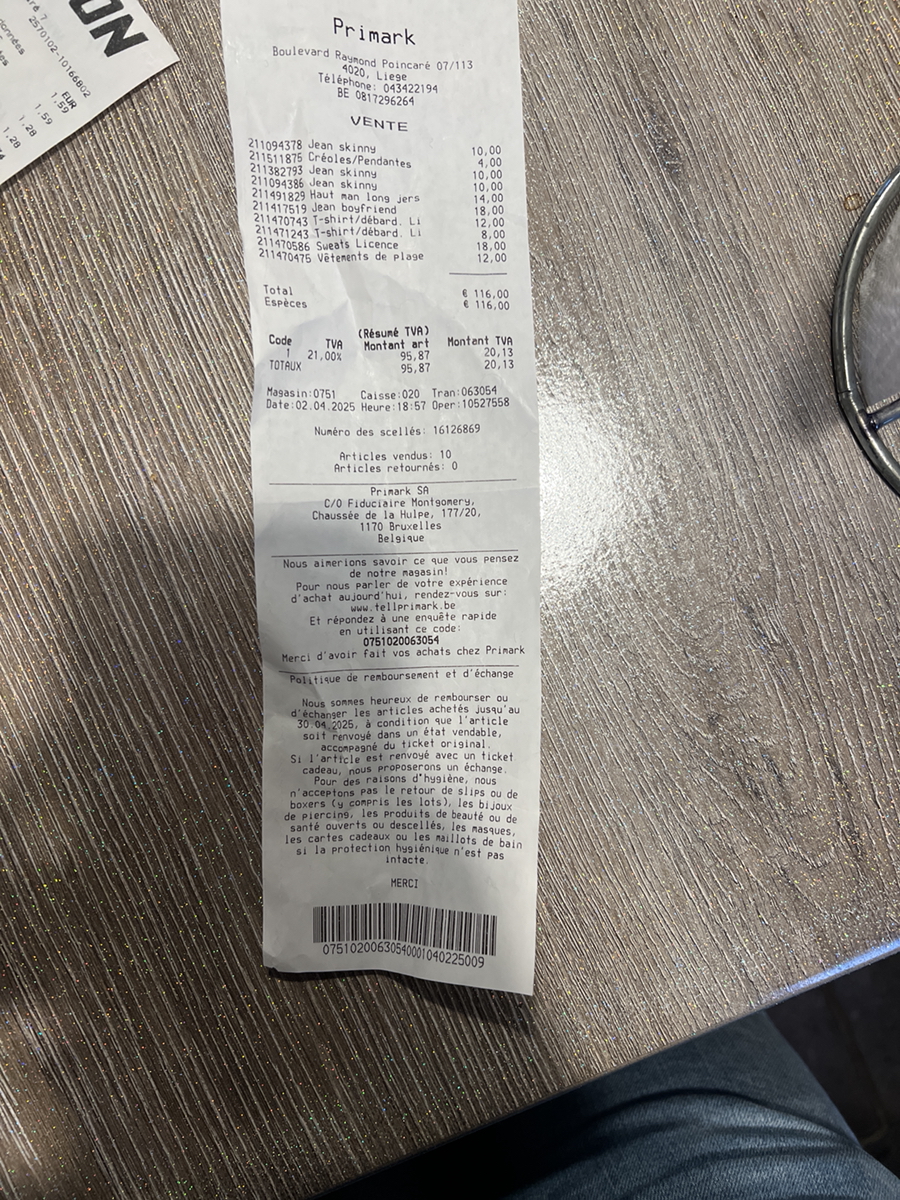 ON
2570102-10166802
EUR
1.59
1.59
1.28
1.28
Primark
Boulevard Raymond Poincaré 07/113
4020, Liege
Téléphone: 043422194
BE 0817296264
VENTE
211094378 Jean skinny 10,00
211511875 Créoles/Pendantes 4,00
211382793 Jean skinny 10,00
211094386 Jean skinny 10,00
211491829 Haut man long jers 14,00
211417519 Jean boyfriend 18,00
211470743 T-shirt/débard. Li 12,00
211471243 T-shirt/débard. Li 8,00
211470586 Sweats Licence 18,00
211470475 Vêtements de plage 12,00
Total € 116,00
Espèces € 116,00
(Résumé TVA)
Code TVA Montant art Montant TVA
1 21,00% 95,87 20,13
TOTAUX 95,87 20,13
Magasin:0751 Caisse:020 Tran:063054
Date:02.04.2025 Heure:18:57 Oper:10527558
Numéro des scellés: 16126869
Articles vendus: 10
Articles retournés: 0
Primark SA
C/O Fiduciaire Montgomery,
Chaussée de la Hulpe, 177/20,
1170 Bruxelles
Belgique
Nous aimerions savoir ce que vous pensez
de notre magasin!
Pour nous parler de votre expérience
d'achat aujourd'hui, rendez-vous sur:
www.tellprimark.be
Et répondez à une enquête rapide
en utilisant ce code:
0751020063054
Merci d'avoir fait vos achats chez Primark
Politique de remboursement et d'échange
Nous sommes heureux de rembourser ou
d'échanger les articles achetés jusqu'au
30.04.2025, à condition que l'article
soit renvoyé dans un état vendable,
accompagné du ticket original.
Si l'article est renvoyé avec un ticket
cadeau, nous proposerons un échange.
Pour des raisons d'hygiène, nous
n'acceptons pas le retour de slips ou de
boxers (y compris les lots), les bijoux
de piercing, les produits de beauté ou de
santé ouverts ou descellés, les masques,
les cartes cadeaux ou les maillots de bain
si la protection hygiénique n'est pas
intacte.
MERCI
07510200630540001040225009